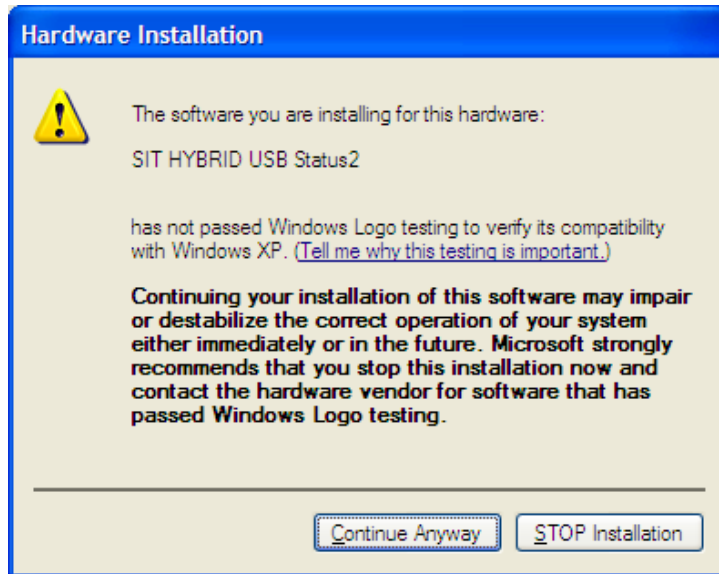 Hardware Installation
The software you are installing for this hardware:
SIT HYBRID USB Status2
has not passed Windows Logo testing to verify its compatibility
with Windows XP. (Tell me why this testing is important.)
Continuing your installation of this software may impair
or destabilize the correct operation of your system
either immediately or in the future. Microsoft strongly
recommends that you stop this installation now and
contact the hardware vendor for software that has
passed Windows Logo testing.
Continue Anyway
STOP Installation